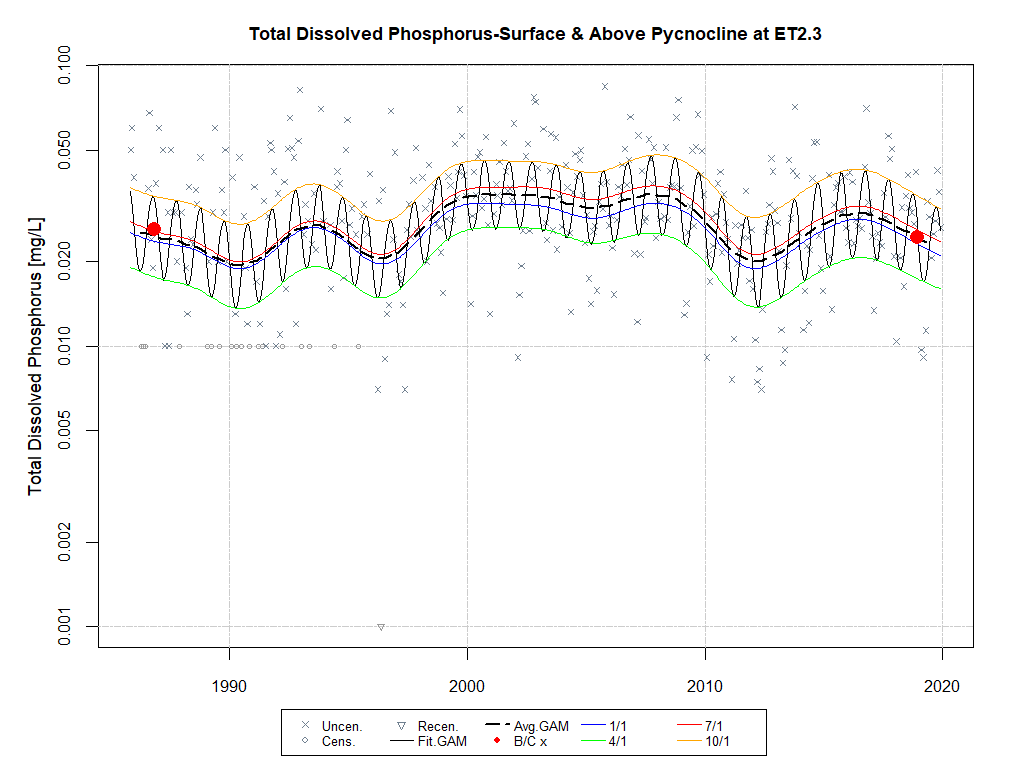 Total Dissolved Phosphorus-Surface & Above Pycnocline at ET2.3
Total Dissolved Phosphorus [mg/L]
0.100
0.050
0.020
0.010
0.005
0.002
0.001
1990 2000 2010 2020
Uncen. Recen. Avg.GAM 1/1 7/1
Cens. Fit.GAM B/C x 4/1 10/1